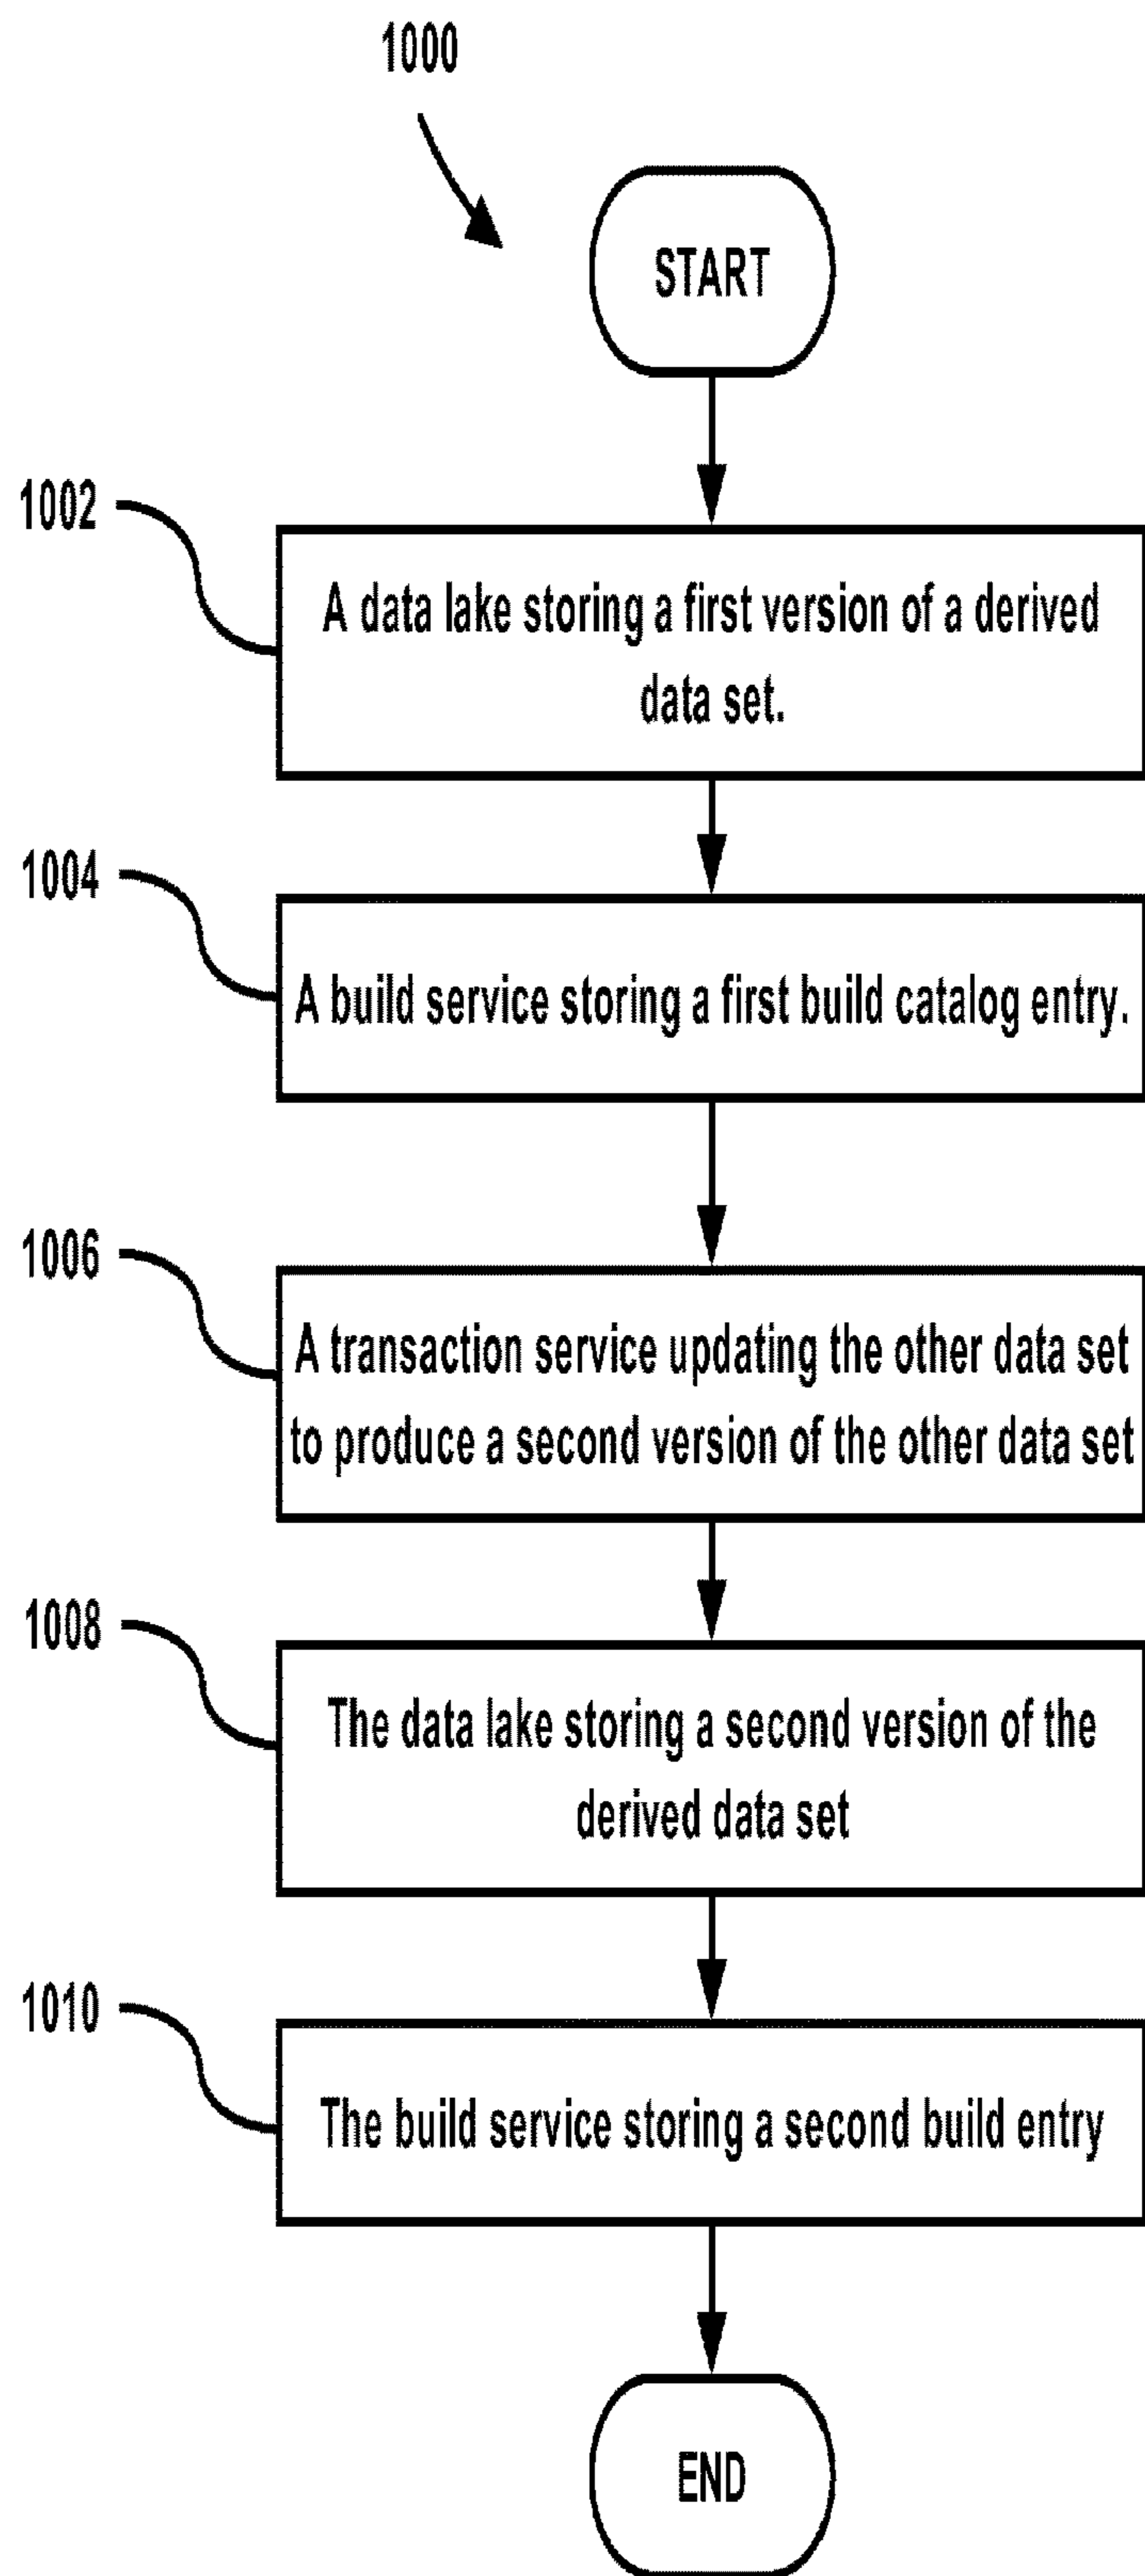 1000
START
1002
A data lake storing a first version of a derived
data set.
1004
A build service storing a first build catalog entry.
1006
A transaction service updating the other data set
to produce a second version of the other data set
1008
The data lake storing a second version of the
derived data set
1010
The build service storing a second build entry
END